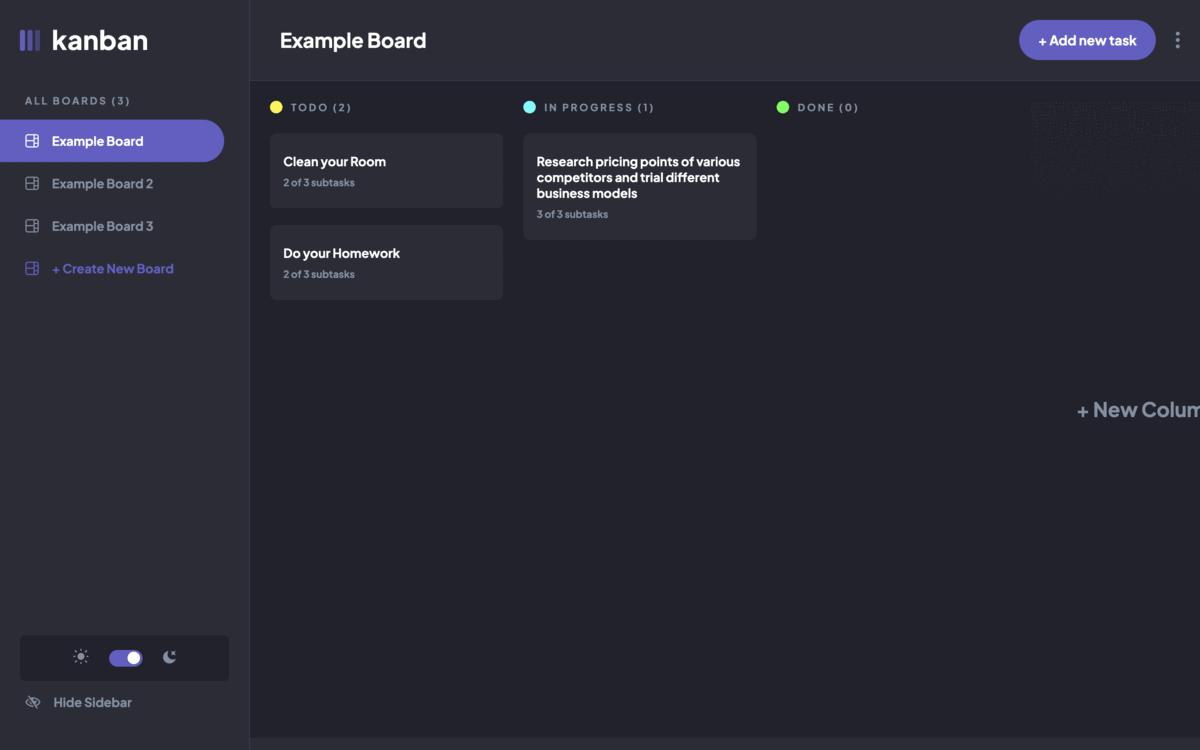 kanban
ALL BOARDS (3)
Example Board
Example Board 2
Example Board 3
+ Create New Board
Hide Sidebar
Example Board
+ Add new task
TODO (2)
Clean your Room
2 of 3 subtasks
Do your Homework
2 of 3 subtasks
IN PROGRESS (1)
Research pricing points of various
competitors and trial different
business models
3 of 3 subtasks
DONE (0)
+ New Colum